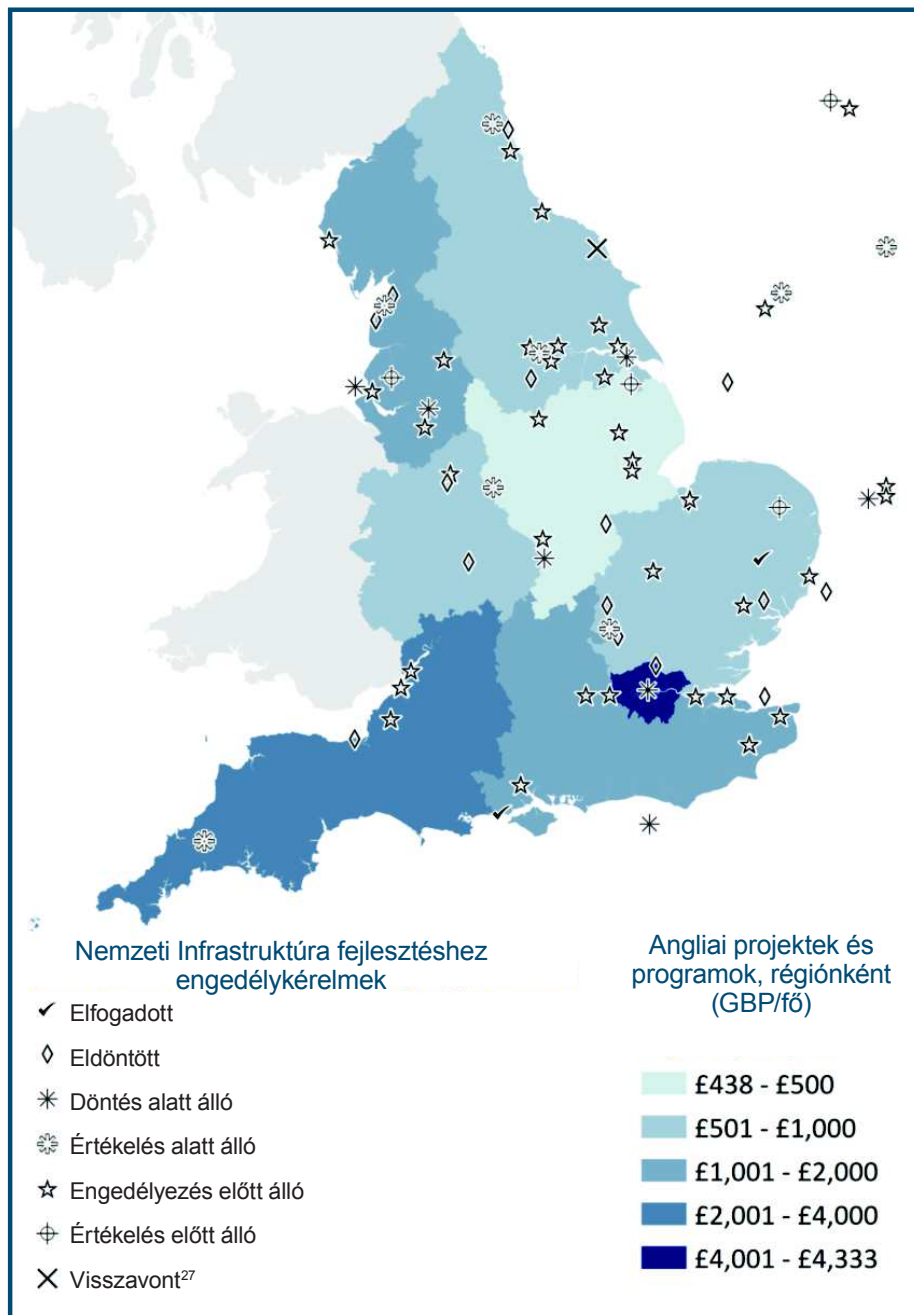 Nemzeti Infrastruktúra fejlesztéshez
engedélykérelmek
Elfogadott
Eldöntött
Döntés alatt álló
Értékelés alatt álló
Engedélyezés előtt álló
Értékelés előtt álló
Visszavont27
Angliai projektek és
programok, régiónként
(GBP/fő)
£438 - £500
£501 - £1,000
£1,001 - £2,000
£2,001 - £4,000
£4,001 - £4,333